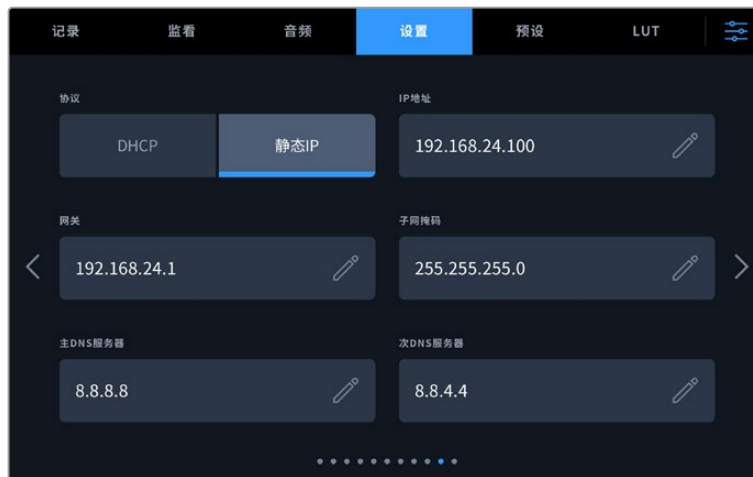 记录 监看 音频 设置 预设 LUT
协议 IP地址
DHCP 静态IP 192.168.24.100
网关 子网掩码
192.168.24.1 255.255.255.0
主DNS服务器 次DNS服务器
8.8.8.8 8.8.4.4